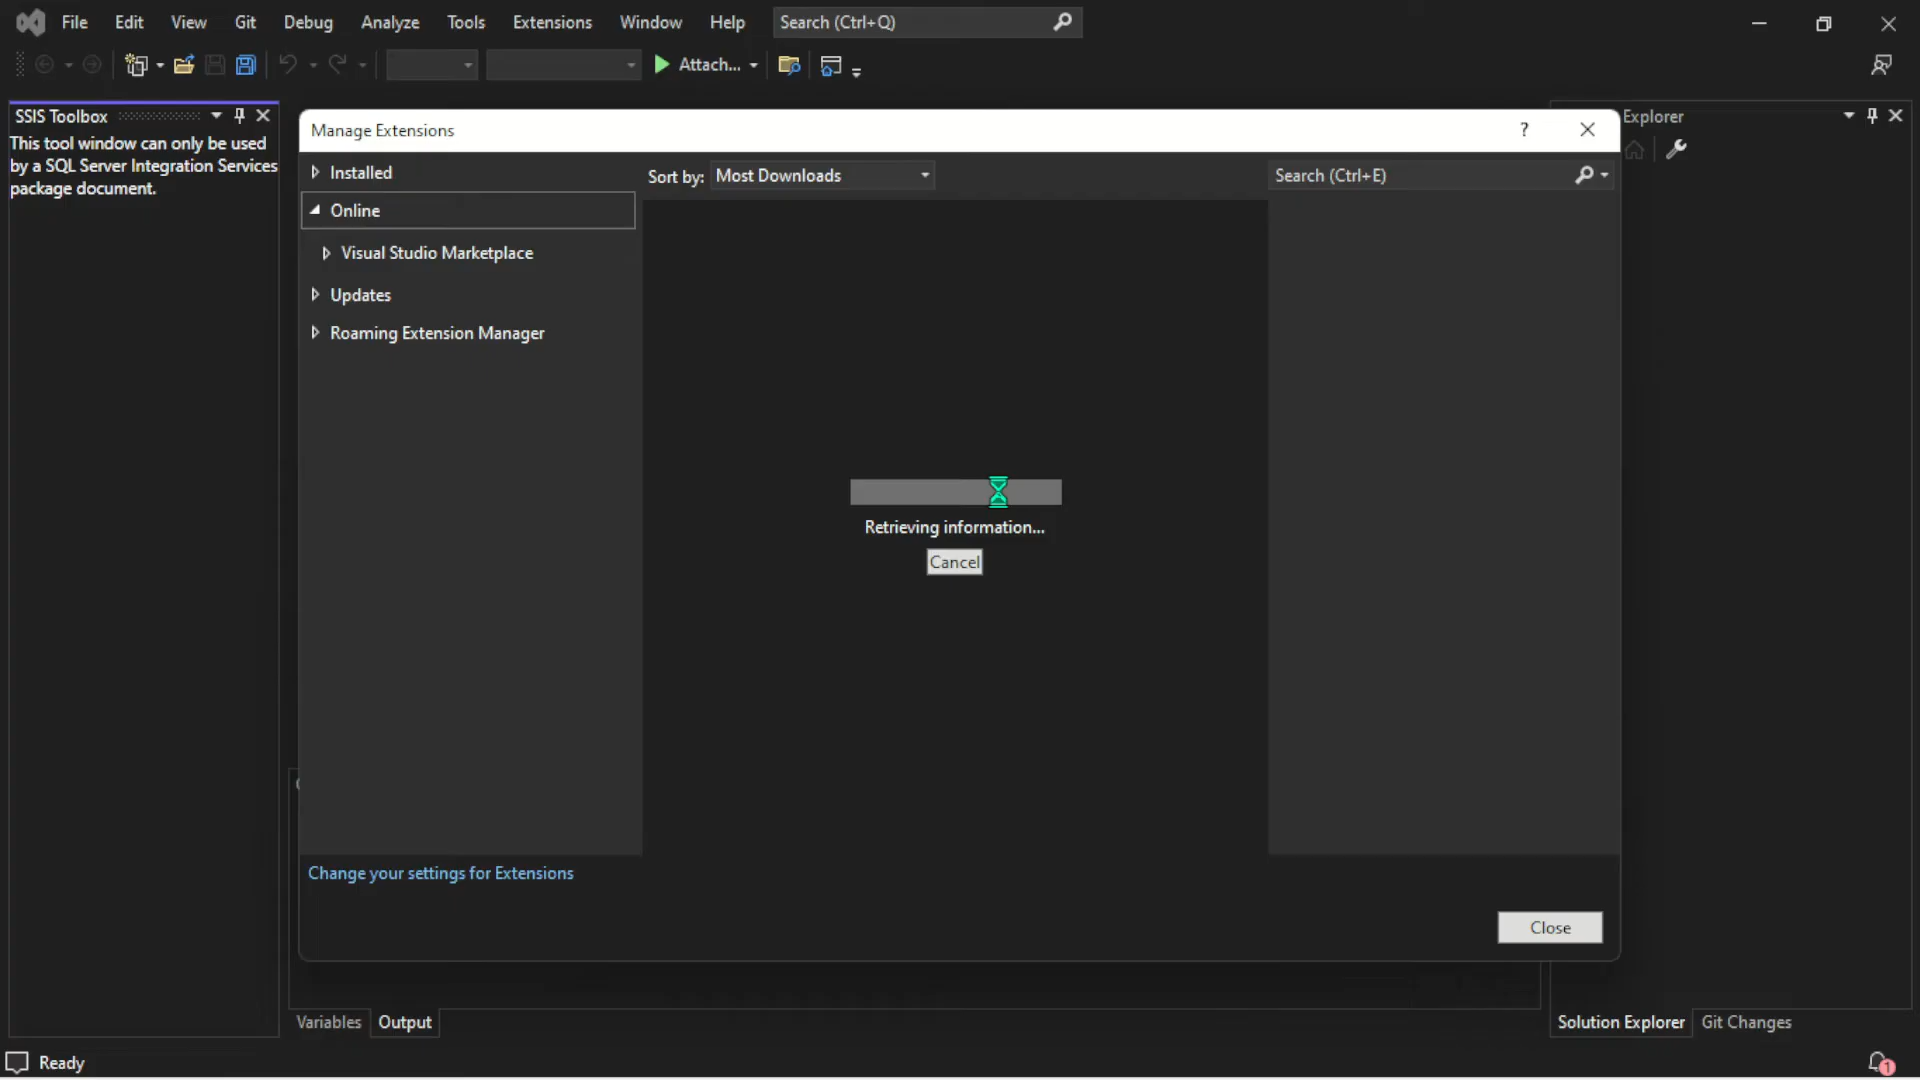 File Edit View Git Debug Analyze Tools Extensions Window Help Search (Ctrl+Q)
Attach...
SSIS Toolbox
This tool window can only be used
by a SQL Server Integration Services
package document.
Manage Extensions ?
Installed
Online
Visual Studio Marketplace
Updates
Roaming Extension Manager
Sort by: Most Downloads
Search (Ctrl+E)
Retrieving information...
Cancel
Change your settings for Extensions
Close
Explorer
Variables Output
Solution Explorer Git Changes
Ready
1